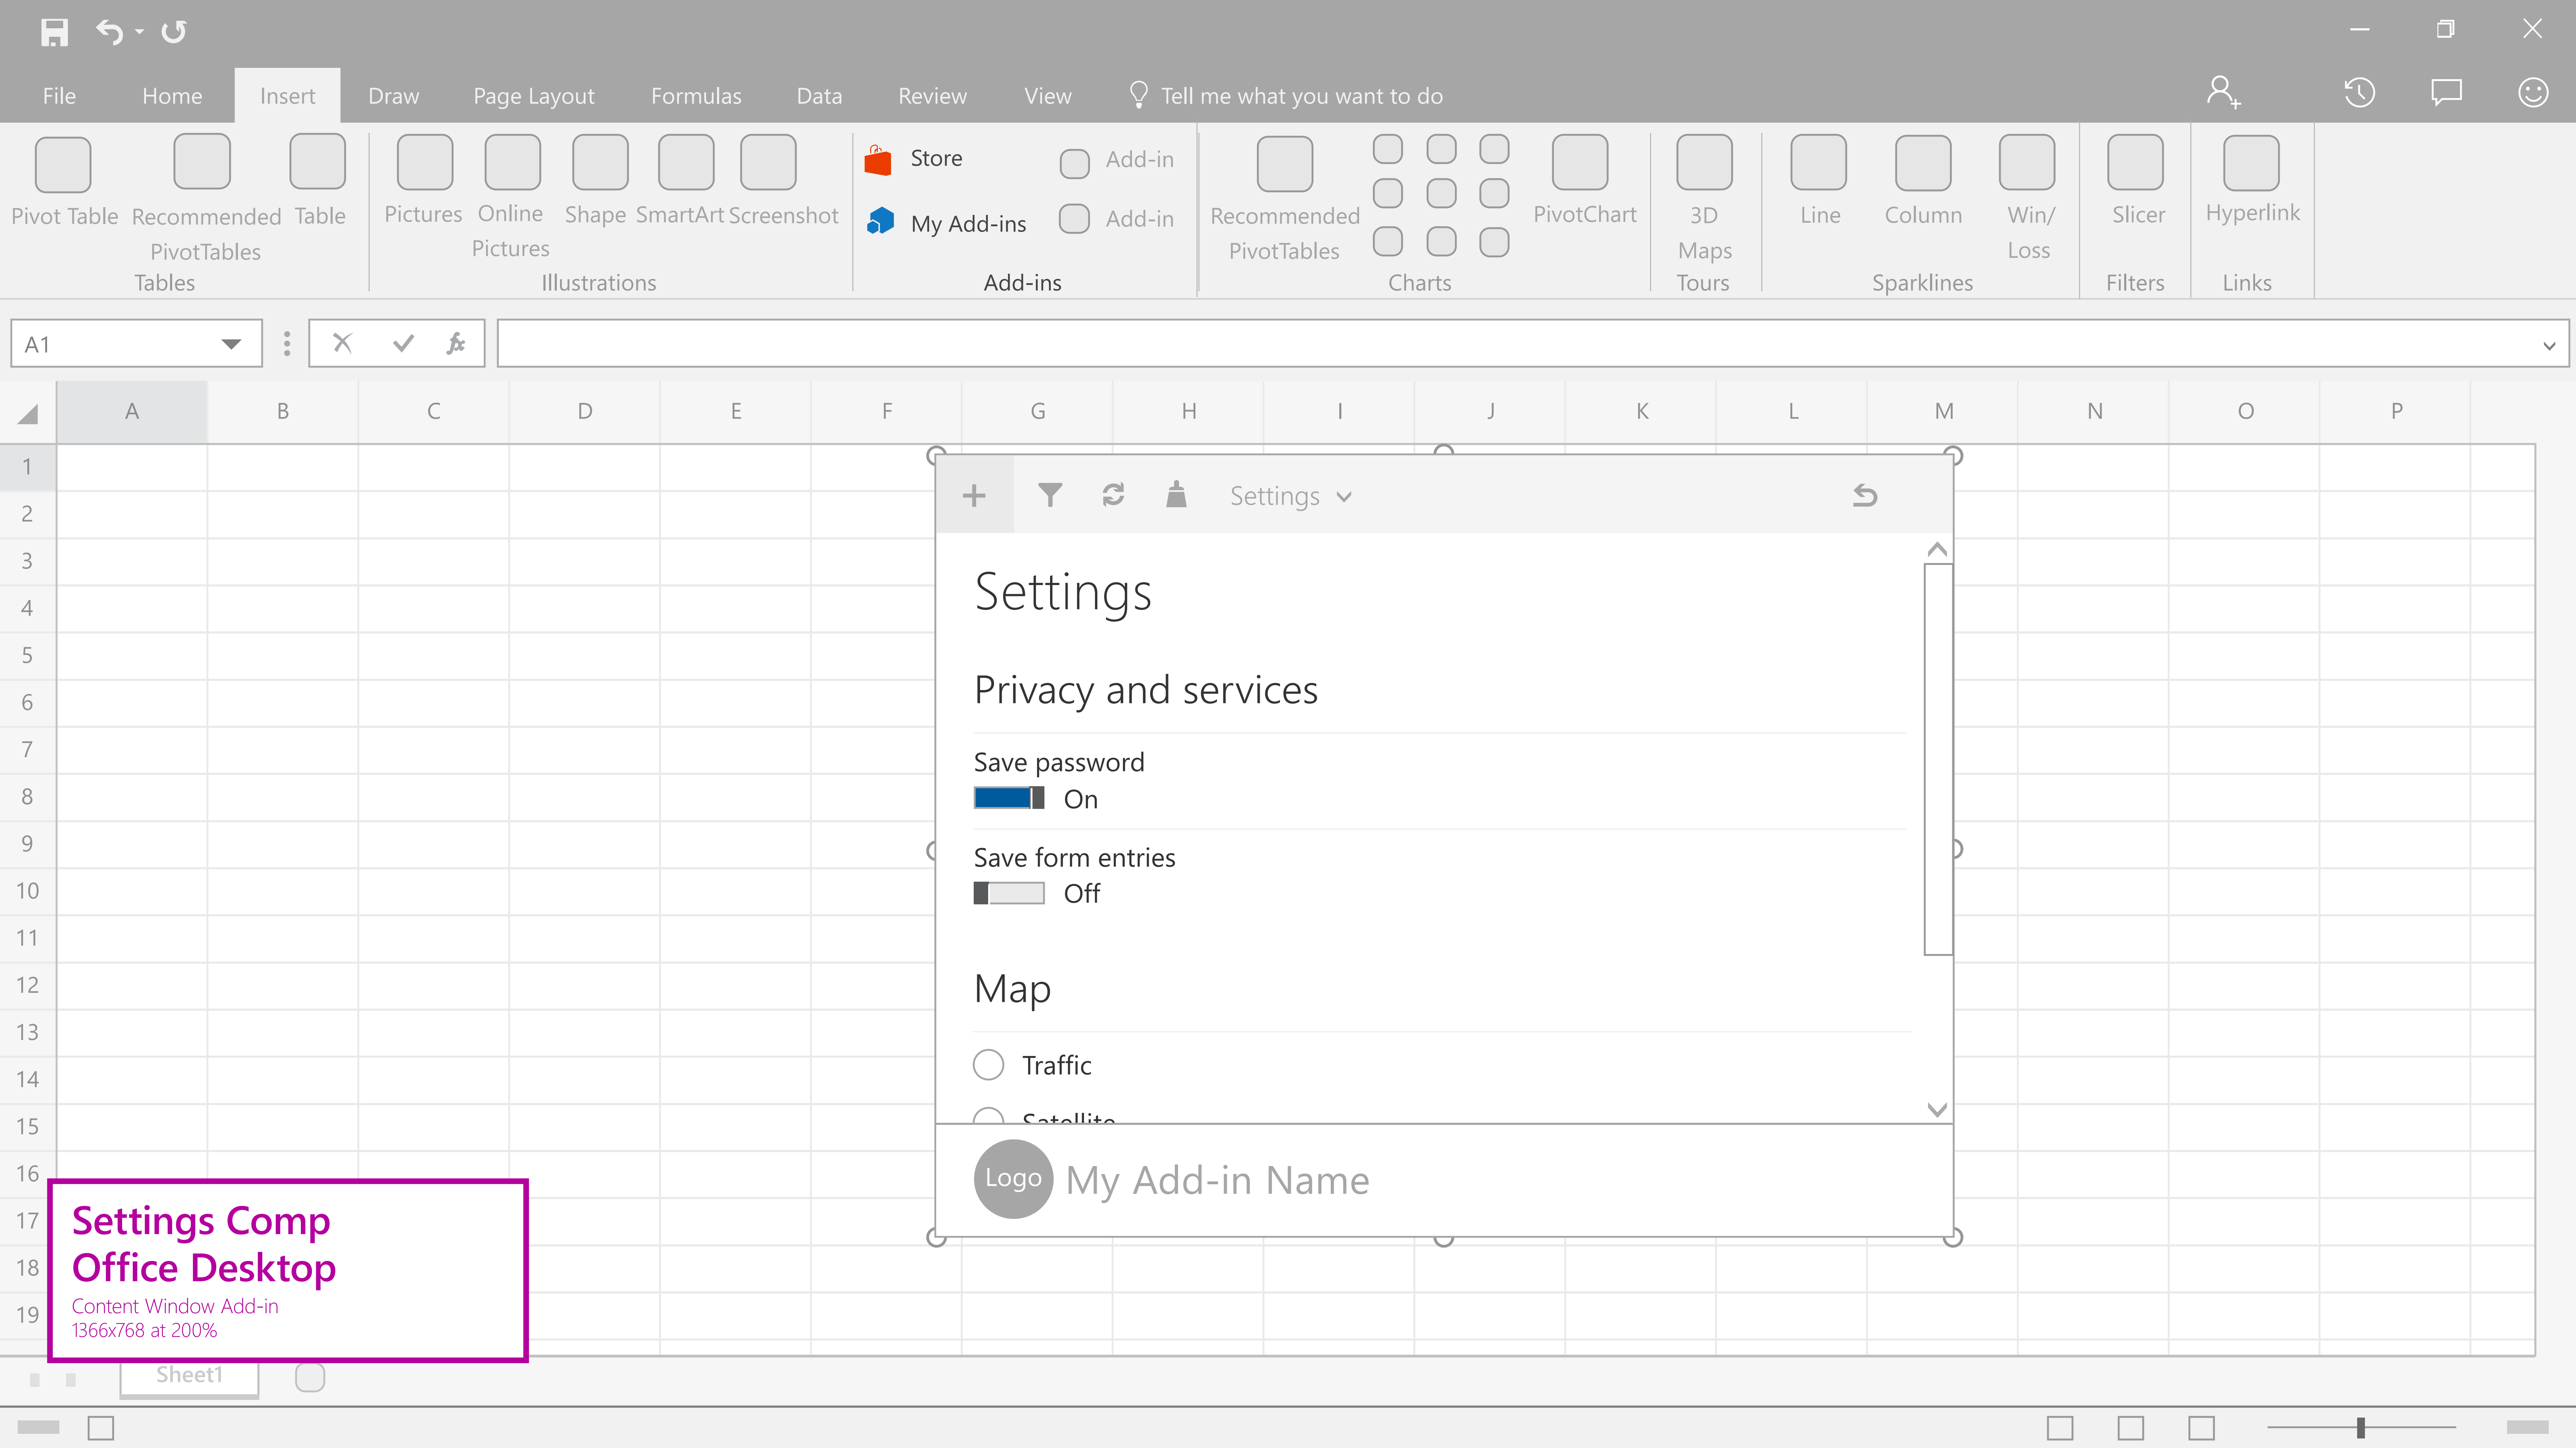 File Home Insert Draw Page Layout Formulas Data Review View Tell me what you want to do
Pivot Table
Recommended
PivotTables
Table
Tables
Pictures
Online
Pictures
Shape
SmartArt
Screenshot
Illustrations
Store
My Add-ins
Add-in
Add-in
Add-ins
Recommended
PivotTables
PivotChart
Charts
3D
Maps
Tours
Line
Column
Win/
Loss
Sparklines
Slicer
Filters
Hyperlink
Links
A1
fx
A B C D E F G H I J K L M N O P
1
2
3
4
5
6
7
8
9
10
11
12
13
14
15
16
17
18
19
Settings
Settings
Privacy and services
Save password
On
Save form entries
Off
Map
Traffic
Satellite
Logo My Add-in Name
Settings Comp
Office Desktop
Content Window Add-in
1366x768 at 200%
Sheet1